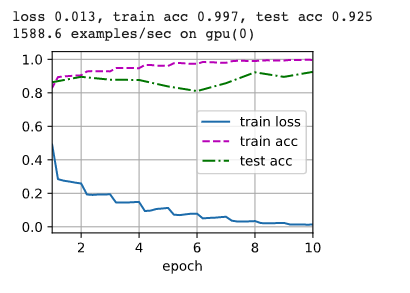 loss 0.013, train acc 0.997, test acc 0.925
1588.6 examples/sec on gpu(0)
1.0
0.8
0.6
0.4
0.2
0.0
train loss
train acc
test acc
2 4 6 8 10
epoch